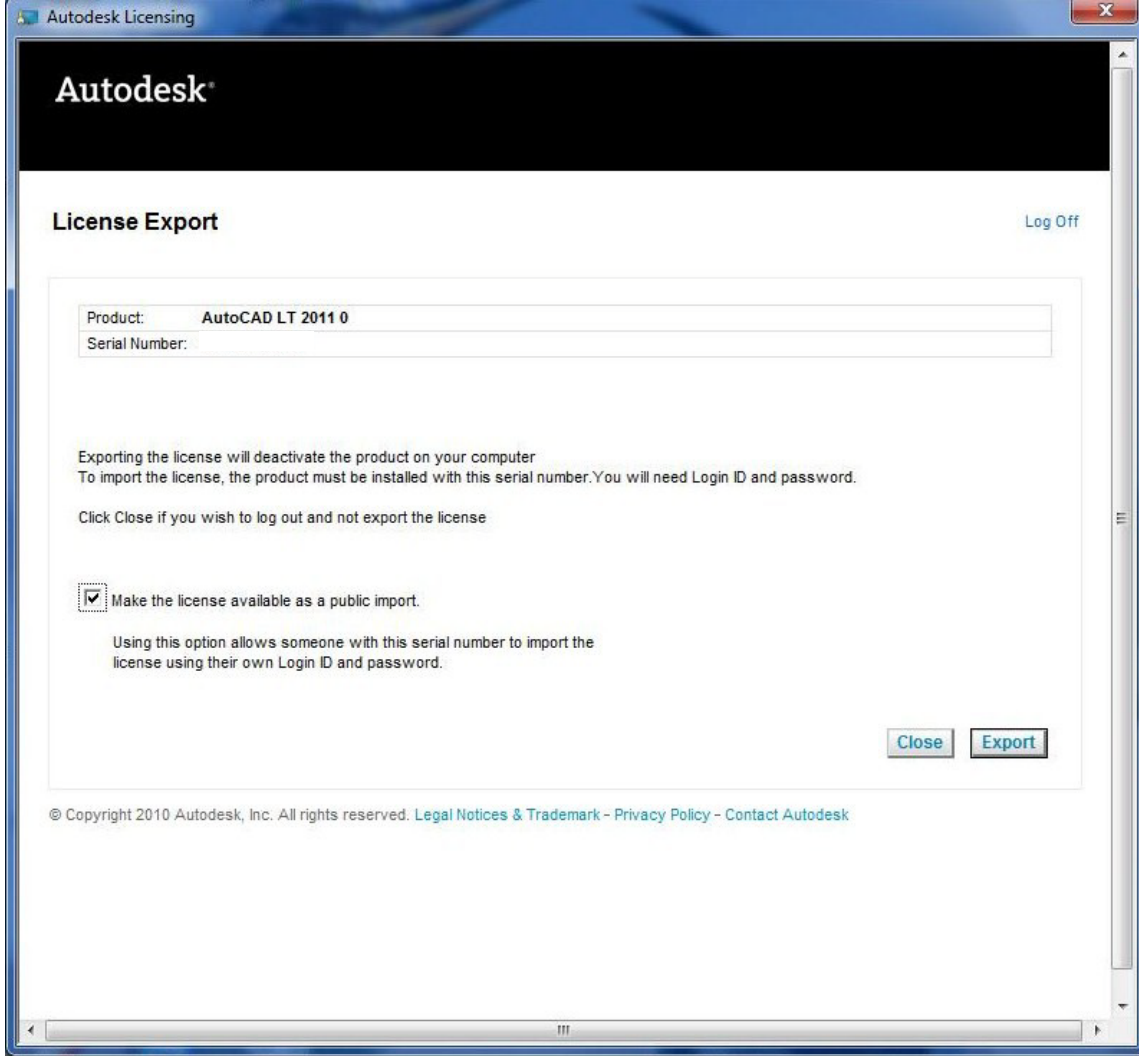 Autodesk Licensing
Autodesk®
License Export
Log Off
Product: AutoCAD LT 2011 0
Serial Number:
Exporting the license will deactivate the product on your computer
To import the license, the product must be installed with this serial number.You will need Login ID and password.
Click Close if you wish to log out and not export the license
Make the license available as a public import.
Using this option allows someone with this serial number to import the
license using their own Login ID and password.
Close Export
© Copyright 2010 Autodesk, Inc. All rights reserved. Legal Notices & Trademark - Privacy Policy - Contact Autodesk